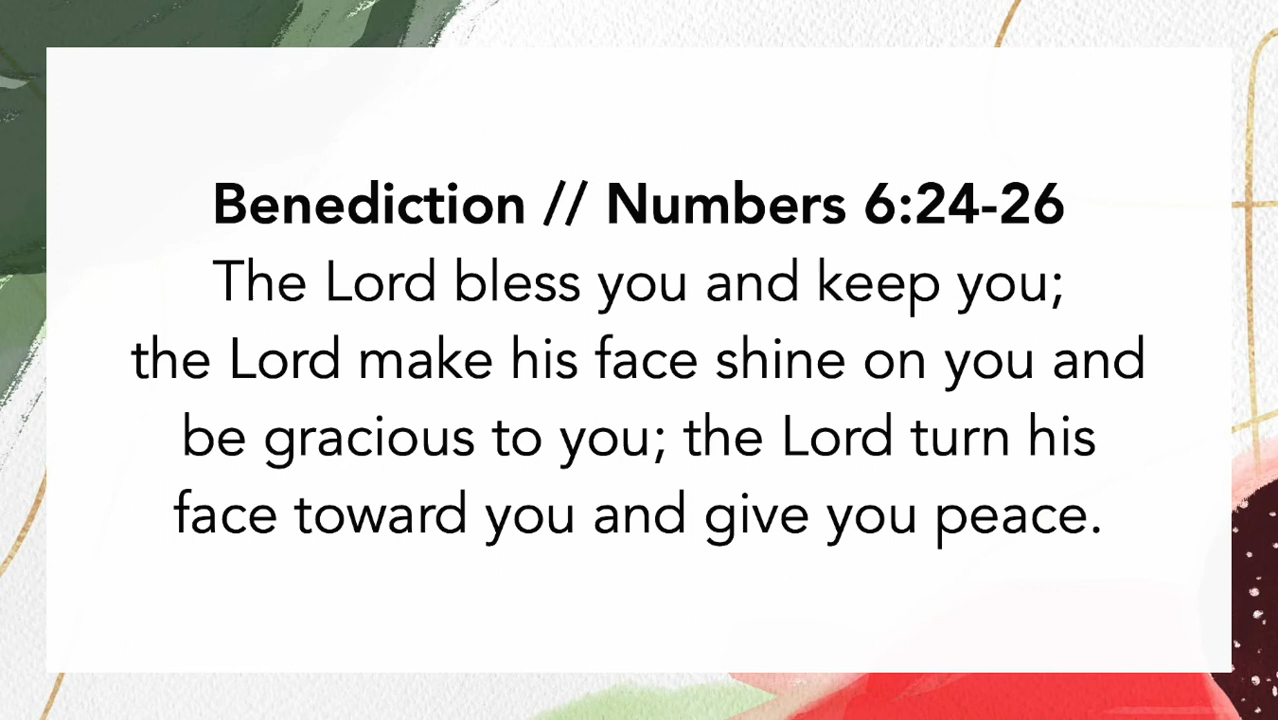 Benediction // Numbers 6:24-26
The Lord bless you and keep you;
the Lord make his face shine on you and
be gracious to you; the Lord turn his
face toward you and give you peace.